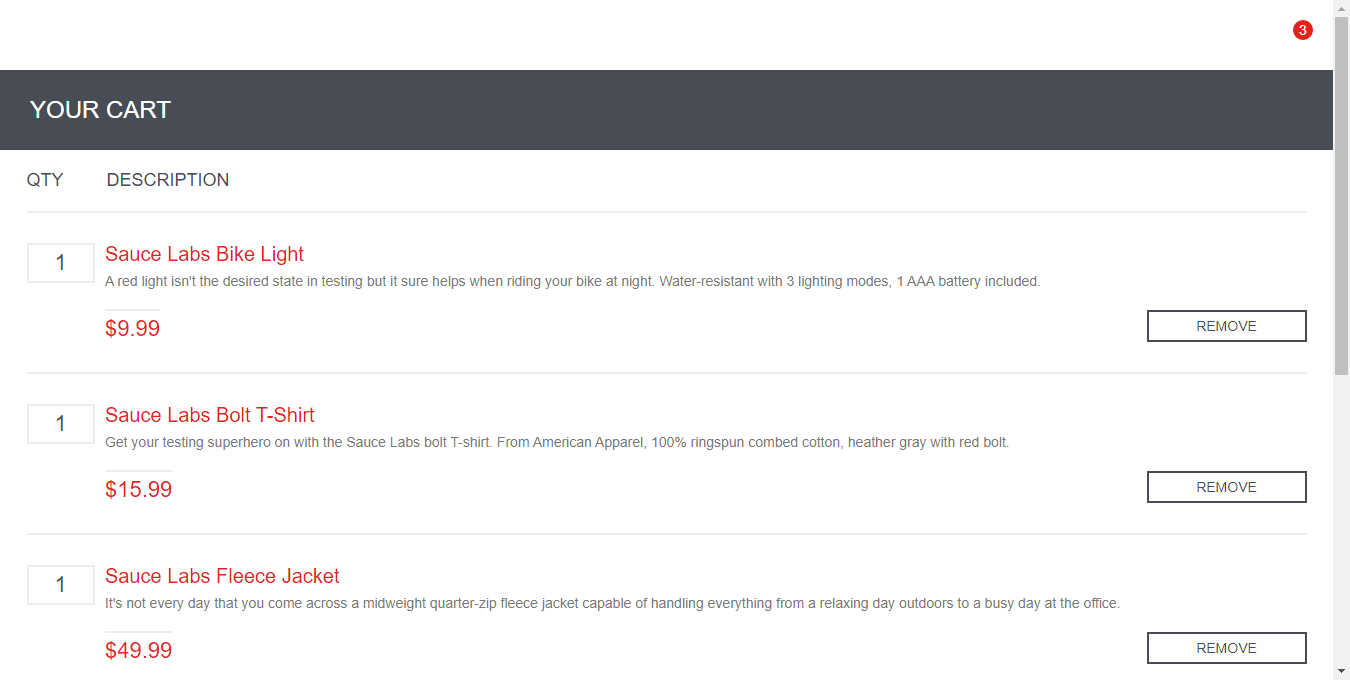 3
YOUR CART
QTY DESCRIPTION
1 Sauce Labs Bike Light
A red light isn't the desired state in testing but it sure helps when riding your bike at night. Water-resistant with 3 lighting modes, 1 AAA battery included.
$9.99 REMOVE
1 Sauce Labs Bolt T-Shirt
Get your testing superhero on with the Sauce Labs bolt T-shirt. From American Apparel, 100% ringspun combed cotton, heather gray with red bolt.
$15.99 REMOVE
1 Sauce Labs Fleece Jacket
It's not every day that you come across a midweight quarter-zip fleece jacket capable of handling everything from a relaxing day outdoors to a busy day at the office.
$49.99 REMOVE